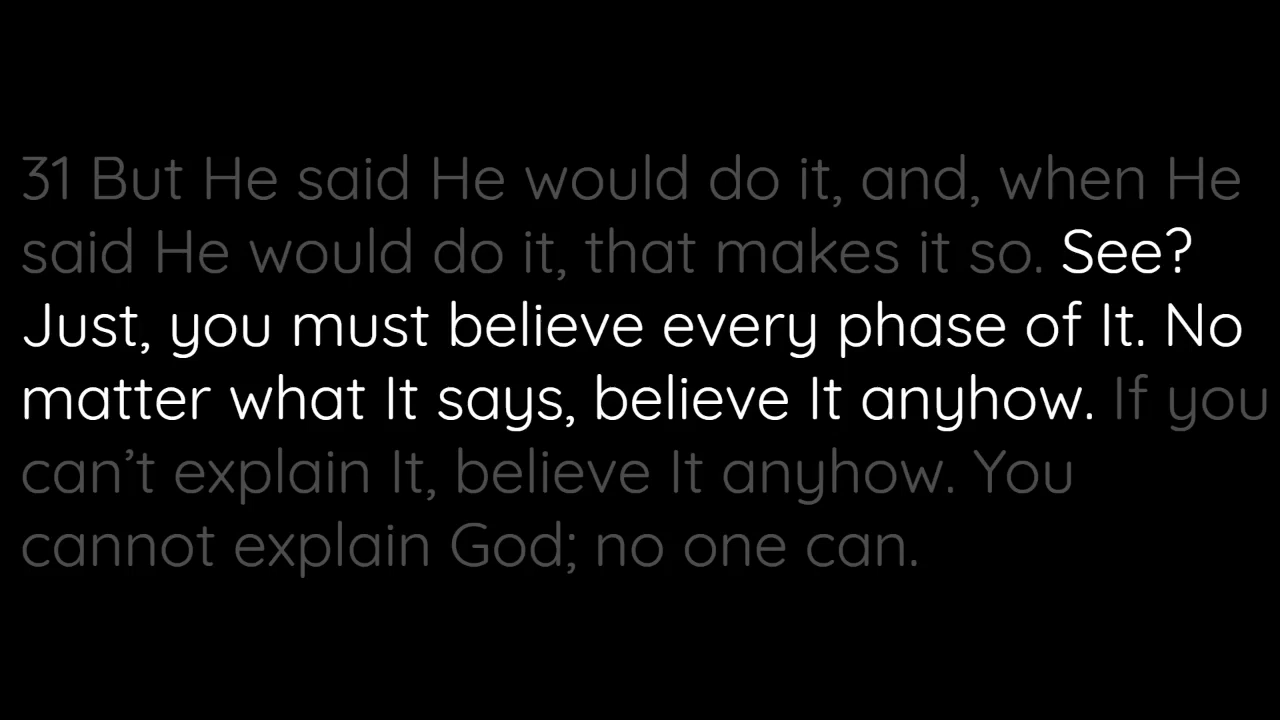 31 But He said He would do it, and, when He
said He would do it, that makes it so. See?
Just, you must believe every phase of It. No
matter what It says, believe It anyhow. If you
can’t explain It, believe It anyhow. You
cannot explain God; no one can.